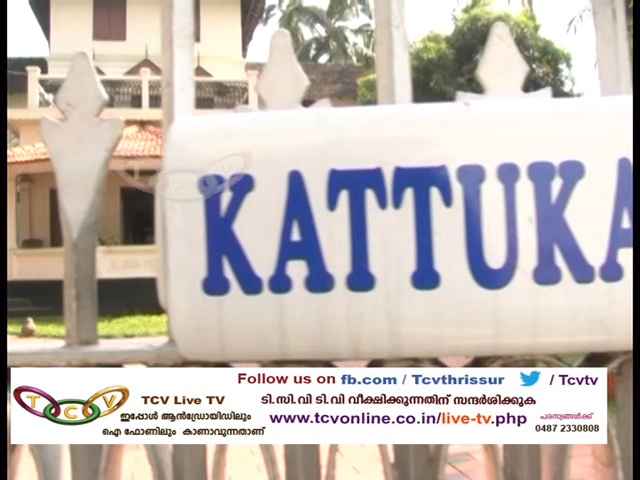 KATTUKA
TCV
TCV Live TV
ഇപ്പോൾ ആൻഡ്രോയിഡിലും
ഐ ഫോണിലും കാണാവുന്നതാണ്
Follow us on fb.com / Tcvthrissur / Tcvtv
ടി.സി.വി ടി.വി വീക്ഷിക്കുന്നതിന് സന്ദർശിക്കുക
www.tcvonline.co.in/live-tv.php
പരസ്യങ്ങൾക്ക്
0487 2330808